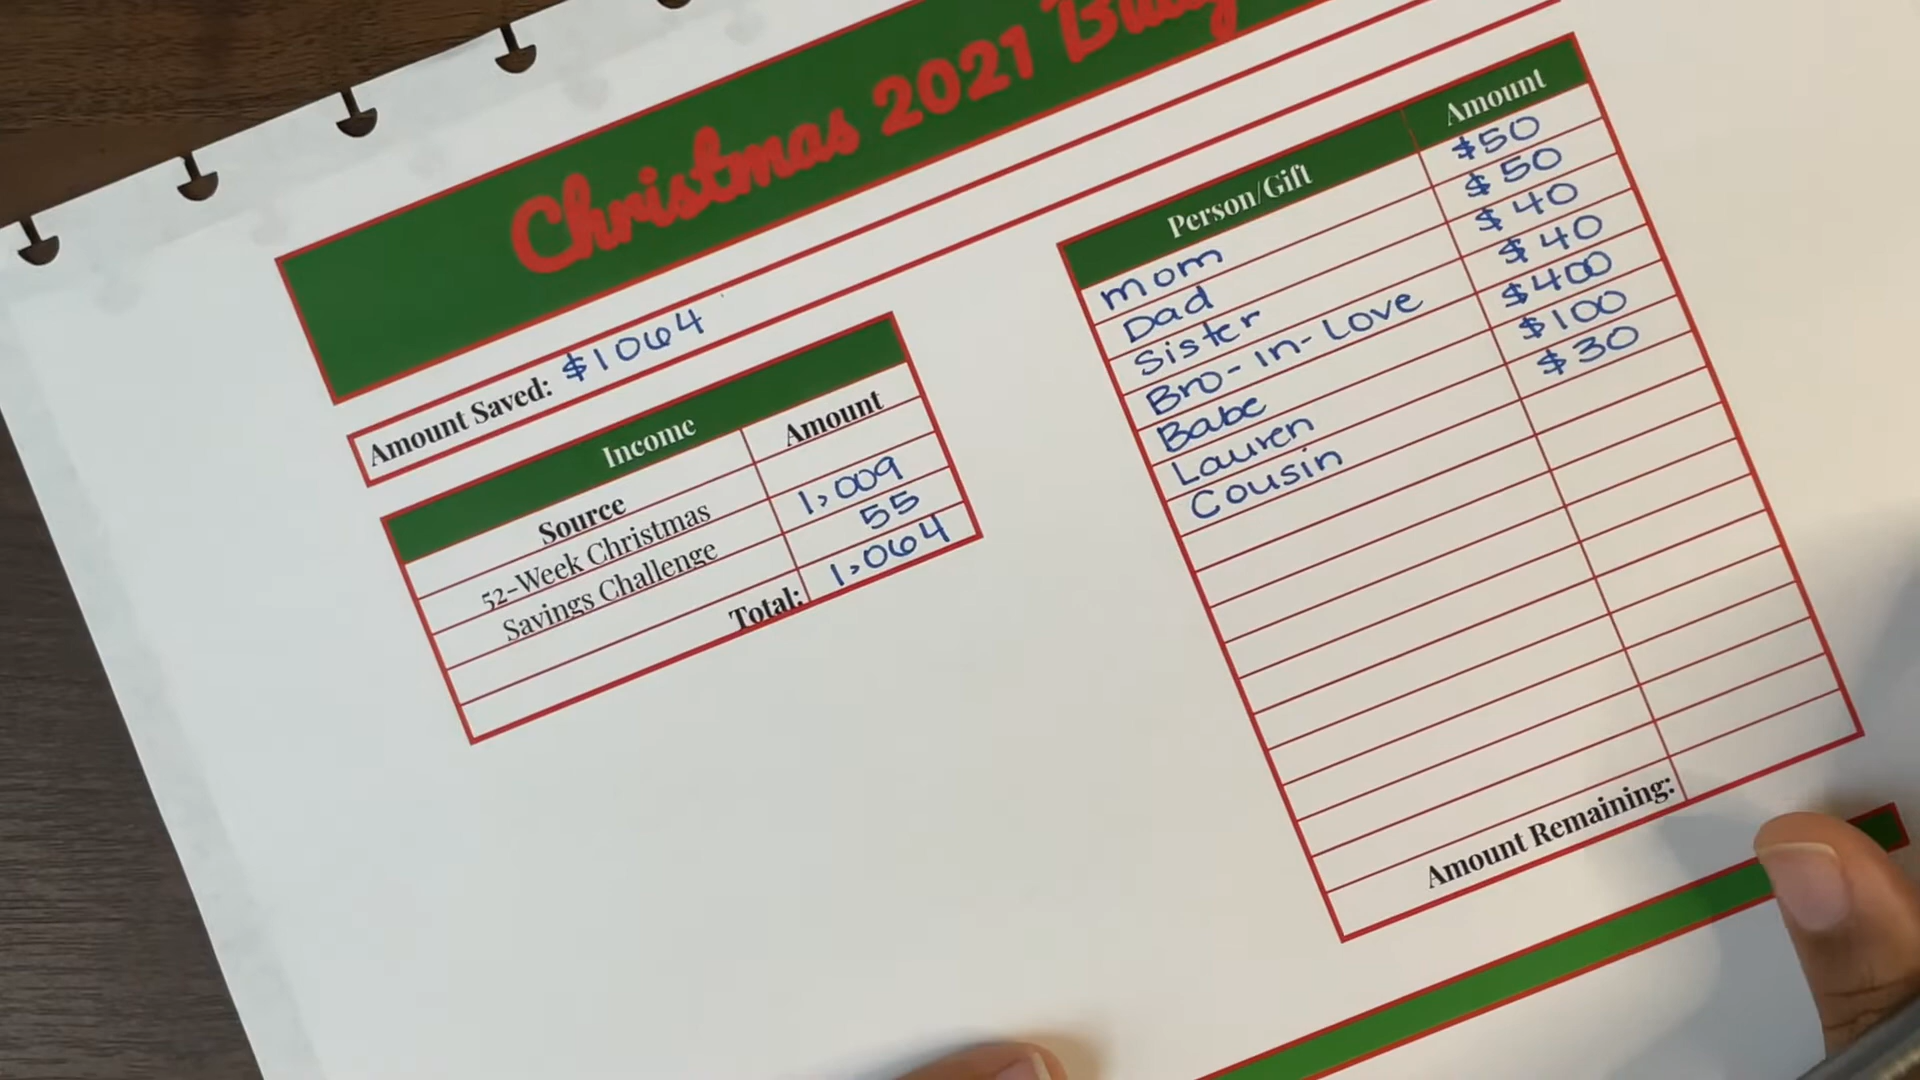 Christmas 2021
Amount Saved: $1064
Income
Source Amount
52-Week Christmas 1,009
Savings Challenge 55
Total: 1,064
Person/Gift Amount
Mom $50
Dad $50
Sister $40
Bro-In-Love $40
Babe $400
Lauren $100
Cousin $30
Amount Remaining: